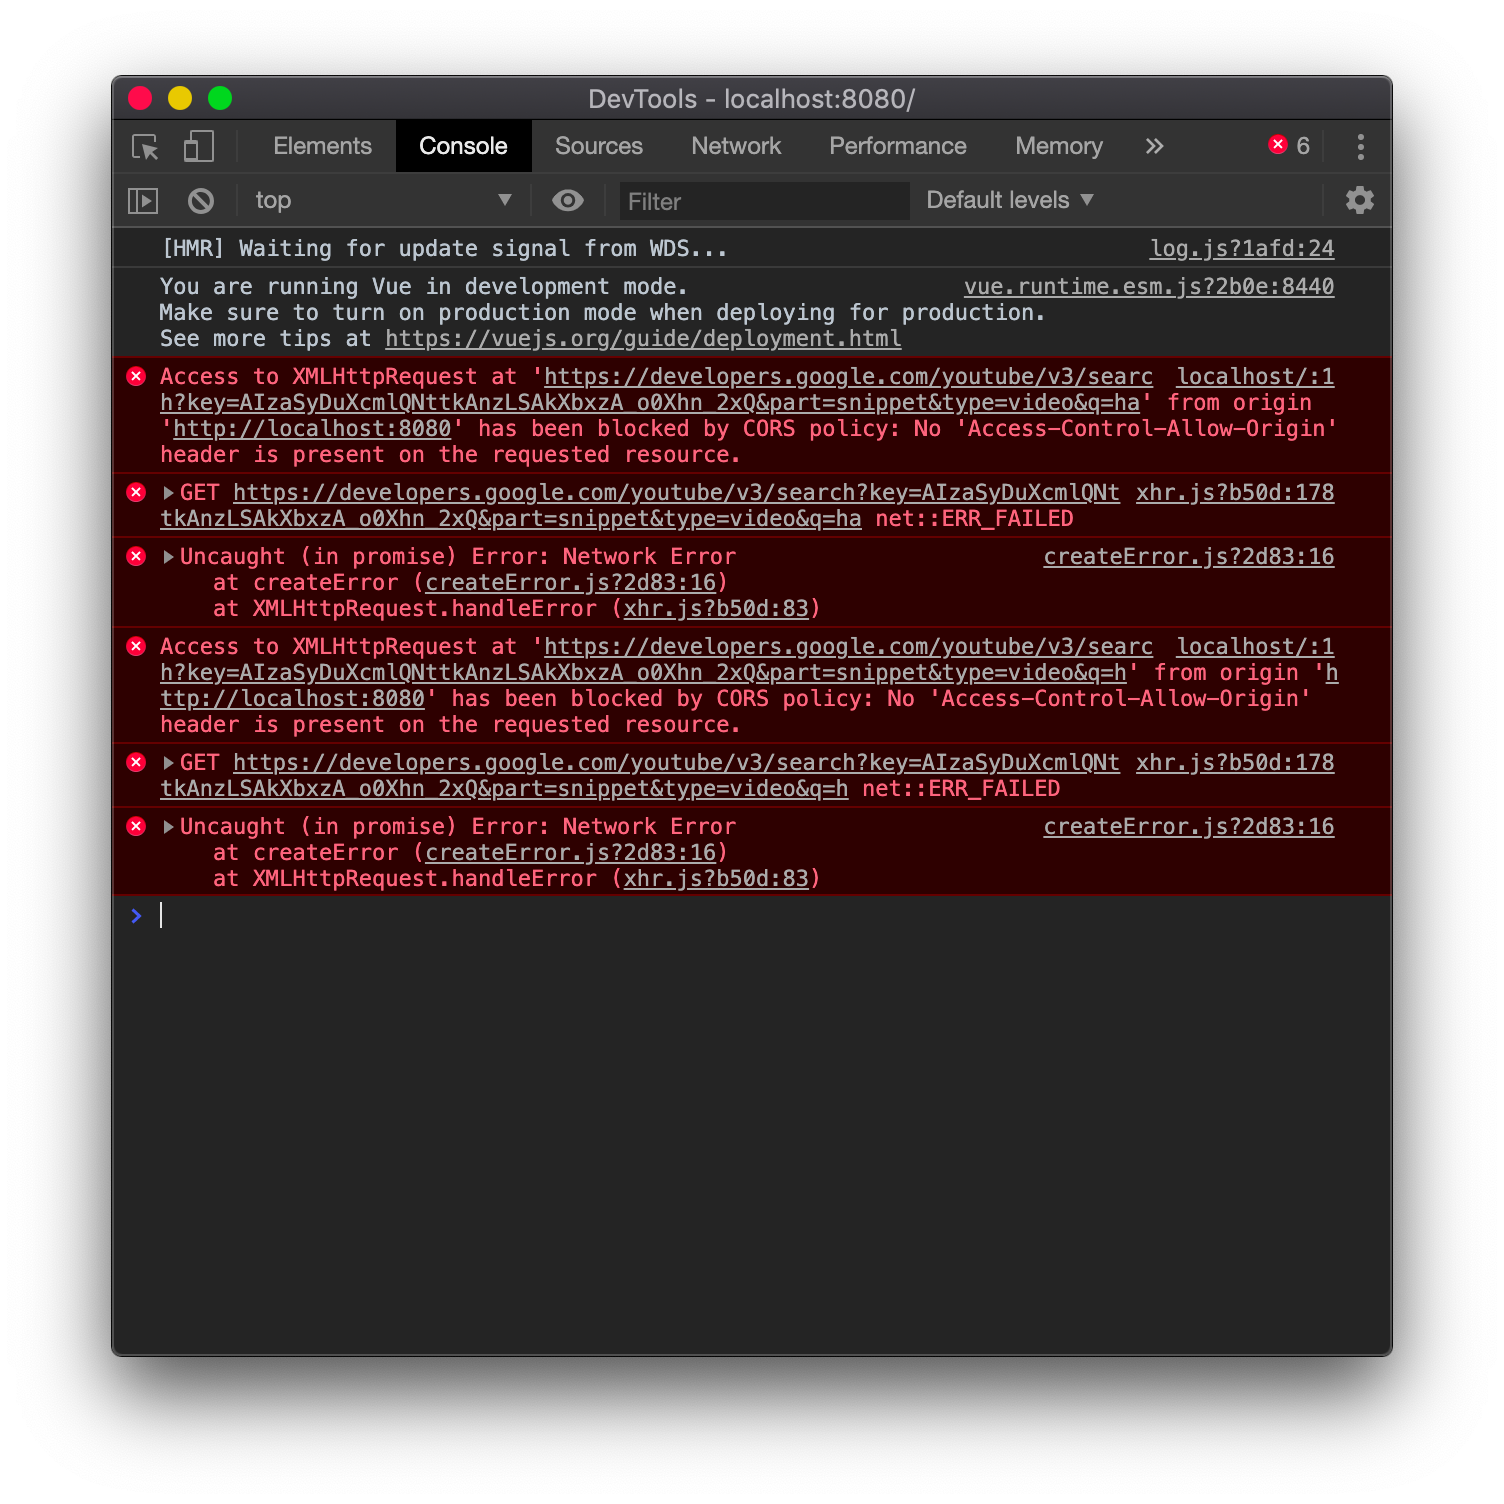 DevTools - localhost:8080/
Elements Console Sources Network Performance Memory » 6
top ▼ Filter Default levels ▼
[HMR] Waiting for update signal from WDS... log.js?1afd:24
You are running Vue in development mode. vue.runtime.esm.js?2b0e:8440
Make sure to turn on production mode when deploying for production.
See more tips at https://vuejs.org/guide/deployment.html
Access to XMLHttpRequest at 'https://developers.google.com/youtube/v3/searc localhost/:1
h?key=AIzaSyDuXcmlQNttkAnzLSAkXbxzA_o0Xhn_2xQ&part=snippet&type=video&q=ha' from origin
'http://localhost:8080' has been blocked by CORS policy: No 'Access-Control-Allow-Origin'
header is present on the requested resource.
▶GET https://developers.google.com/youtube/v3/search?key=AIzaSyDuXcmlQNt xhr.js?b50d:178
tkAnzLSAkXbxzA_o0Xhn_2xQ&part=snippet&type=video&q=ha net::ERR_FAILED
▶Uncaught (in promise) Error: Network Error createError.js?2d83:16
at createError (createError.js?2d83:16)
at XMLHttpRequest.handleError (xhr.js?b50d:83)
Access to XMLHttpRequest at 'https://developers.google.com/youtube/v3/searc localhost/:1
h?key=AIzaSyDuXcmlQNttkAnzLSAkXbxzA_o0Xhn_2xQ&part=snippet&type=video&q=h' from origin 'h
ttp://localhost:8080' has been blocked by CORS policy: No 'Access-Control-Allow-Origin'
header is present on the requested resource.
▶GET https://developers.google.com/youtube/v3/search?key=AIzaSyDuXcmlQNt xhr.js?b50d:178
tkAnzLSAkXbxzA_o0Xhn_2xQ&part=snippet&type=video&q=h net::ERR_FAILED
▶Uncaught (in promise) Error: Network Error createError.js?2d83:16
at createError (createError.js?2d83:16)
at XMLHttpRequest.handleError (xhr.js?b50d:83)